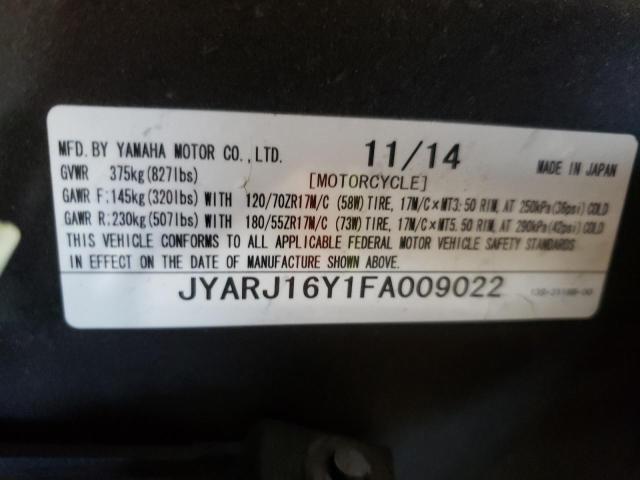 MFD. BY YAMAHA MOTOR CO., LTD. 11/14 MADE IN JAPAN
GVWR 375kg(827lbs) [MOTORCYCLE]
GAWR F:145kg(320lbs) WITH 120/70ZR17M/C (58W) TIRE, 17M/C×MT3:50 RIM, AT 250kPa(36psi) COLD
GAWR R:230kg(507lbs) WITH 180/55ZR17M/C (73W) TIRE, 17M/C×MT5.50 RIM, AT 290kPa(42psi) COLD
THIS VEHICLE CONFORMS TO ALL APPLICABLE FEDERAL MOTOR VEHICLE SAFETY STANDARDS
IN EFFECT ON THE DATE OF MANUFACTURE SHOWN ABOVE.
JYARJ16Y1FA009022